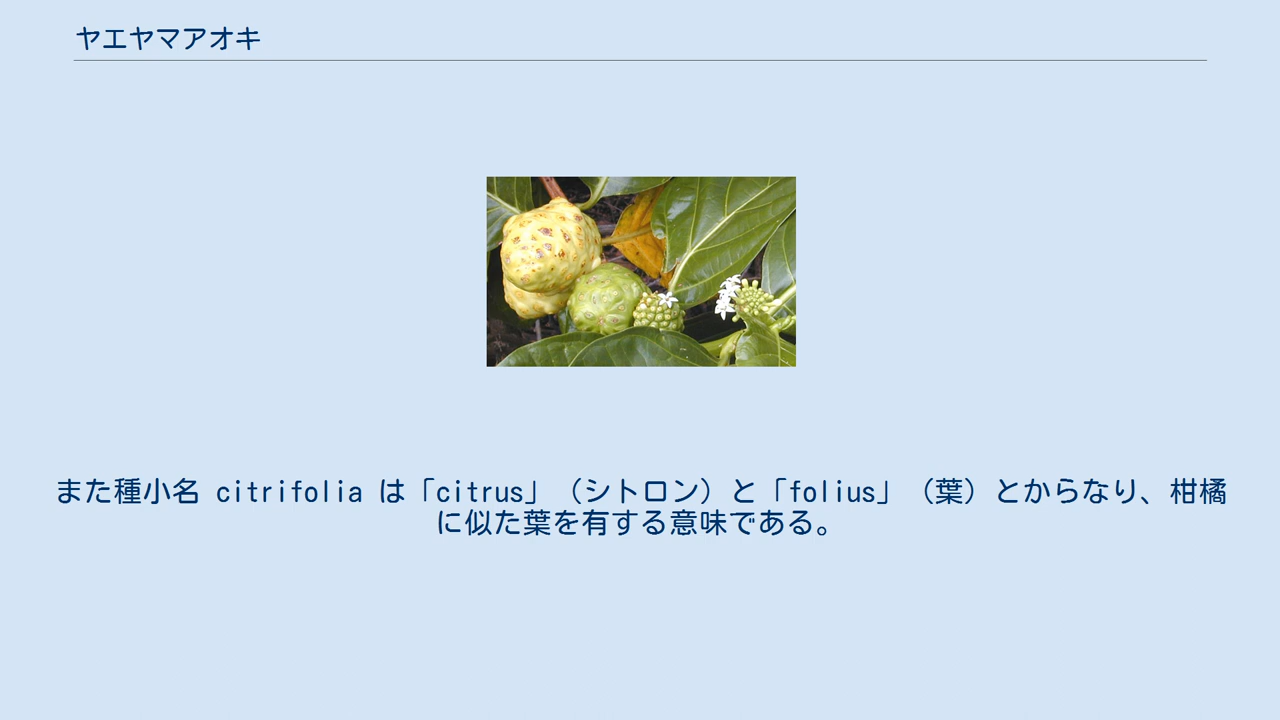 ヤエヤマアオキ
また種小名 citrifolia は「citrus」（シトロン）と「folius」（葉）とからなり、柑橘
に似た葉を有する意味である。